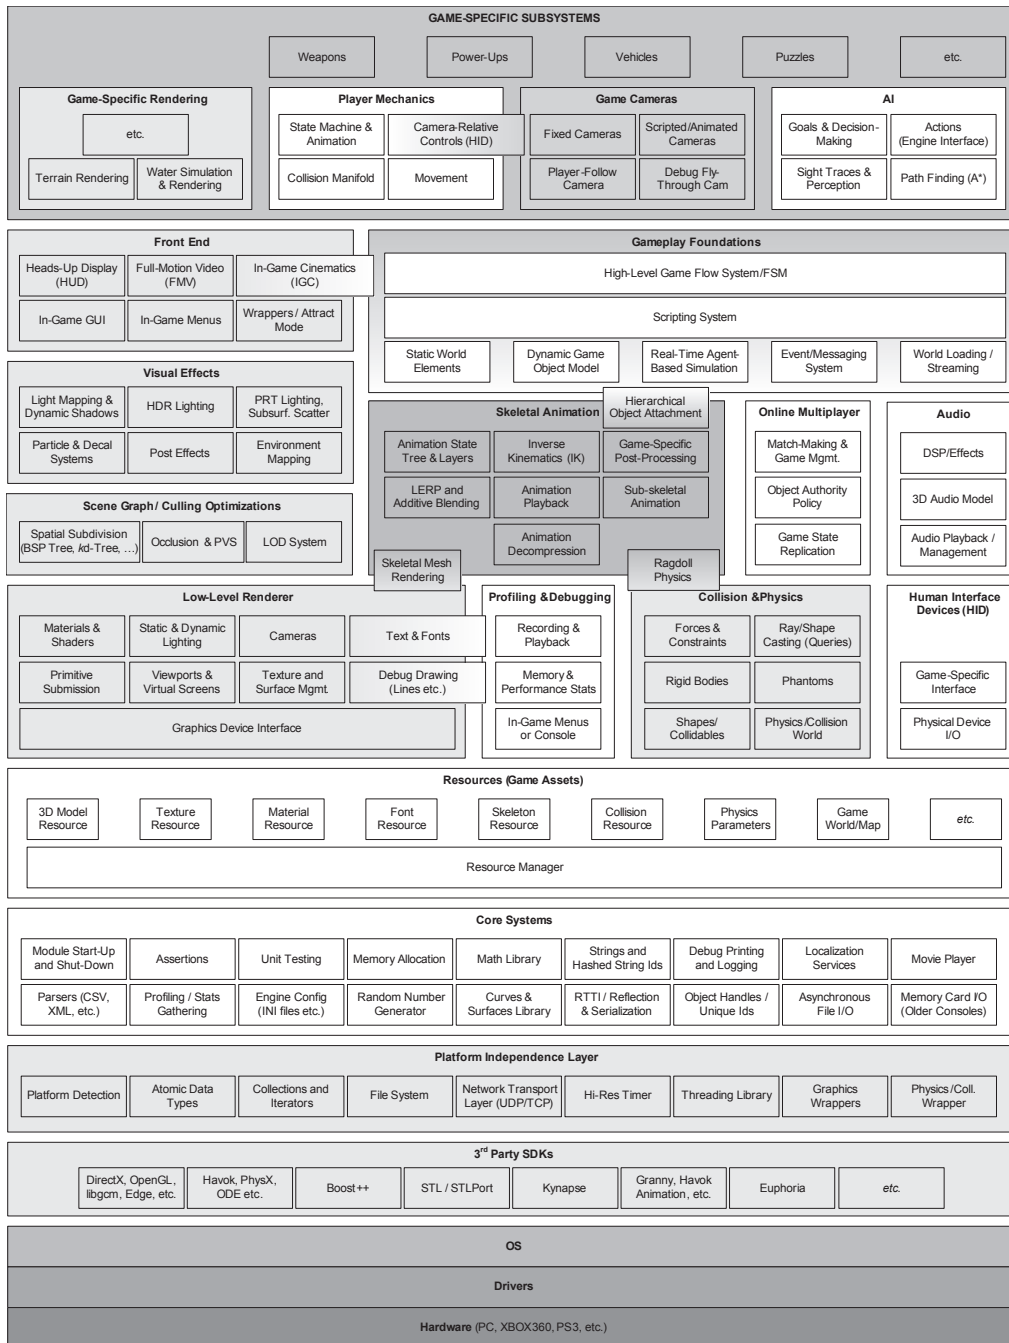 GAME-SPECIFIC SUBSYSTEMS
Weapons
Power-Ups
Vehicles
Puzzles
etc.
Game-Specific Rendering
etc.
Terrain Rendering
Water Simulation
& Rendering
Player Mechanics
State Machine &
Animation
Camera-Relative
Controls (HID)
Collision Manifold
Movement
Game Cameras
Fixed Cameras
Scripted/Animated
Cameras
Player-Follow
Camera
Debug Fly-
Through Cam
AI
Goals & Decision-
Making
Actions
(Engine Interface)
Sight Traces &
Perception
Path Finding (A*)
Front End
Heads-Up Display
(HUD)
Full-Motion Video
(FMV)
In-Game Cinematics
(IGC)
In-Game GUI
In-Game Menus
Wrappers / Attract
Mode
Gameplay Foundations
High-Level Game Flow System/FSM
Scripting System
Static World
Elements
Dynamic Game
Object Model
Real-Time Agent-
Based Simulation
Event/Messaging
System
World Loading /
Streaming
Visual Effects
Light Mapping &
Dynamic Shadows
HDR Lighting
PRT Lighting,
Subsurf. Scatter
Particle & Decal
Systems
Post Effects
Environment
Mapping
Skeletal Animation
Hierarchical
Object Attachment
Animation State
Tree & Layers
Inverse
Kinematics (IK)
Game-Specific
Post-Processing
LERP and
Additive Blending
Animation
Playback
Sub-skeletal
Animation
Animation
Decompression
Skeletal Mesh
Rendering
Ragdoll
Physics
Online Multiplayer
Match-Making &
Game Mgmt.
Object Authority
Policy
Game State
Replication
Audio
DSP/Effects
3D Audio Model
Audio Playback /
Management
Scene Graph / Culling Optimizations
Spatial Subdivision
(BSP Tree, kd-Tree, …)
Occlusion & PVS
LOD System
Low-Level Renderer
Materials &
Shaders
Static & Dynamic
Lighting
Cameras
Text & Fonts
Primitive
Submission
Viewports &
Virtual Screens
Texture and
Surface Mgmt.
Debug Drawing
(Lines etc.)
Graphics Device Interface
Profiling & Debugging
Recording &
Playback
Memory &
Performance Stats
In-Game Menus
or Console
Collision & Physics
Forces &
Constraints
Ray/Shape
Casting (Queries)
Rigid Bodies
Phantoms
Shapes/
Collidables
Physics/Collision
World
Human Interface
Devices (HID)
Game-Specific
Interface
Physical Device
I/O
Resources (Game Assets)
3D Model
Resource
Texture
Resource
Material
Resource
Font
Resource
Skeleton
Resource
Collision
Resource
Physics
Parameters
Game
World/Map
etc.
Resource Manager
Core Systems
Module Start-Up
and Shut-Down
Assertions
Unit Testing
Memory Allocation
Math Library
Strings and
Hashed String Ids
Debug Printing
and Logging
Localization
Services
Movie Player
Parsers (CSV,
XML, etc.)
Profiling / Stats
Gathering
Engine Config
(INI files etc.)
Random Number
Generator
Curves &
Surfaces Library
RTTI / Reflection
& Serialization
Object Handles /
Unique Ids
Asynchronous
File I/O
Memory Card I/O
(Older Consoles)
Platform Independence Layer
Platform Detection
Atomic Data
Types
Collections and
Iterators
File System
Network Transport
Layer (UDP/TCP)
Hi-Res Timer
Threading Library
Graphics
Wrappers
Physics/Coll.
Wrapper
3rd Party SDKs
DirectX, OpenGL,
libgcm, Edge, etc.
Havok, PhysX,
ODE etc.
Boost++
STL / STLPort
Kynapse
Granny, Havok
Animation, etc.
Euphoria
etc.
OS
Drivers
Hardware (PC, XBOX360, PS3, etc.)